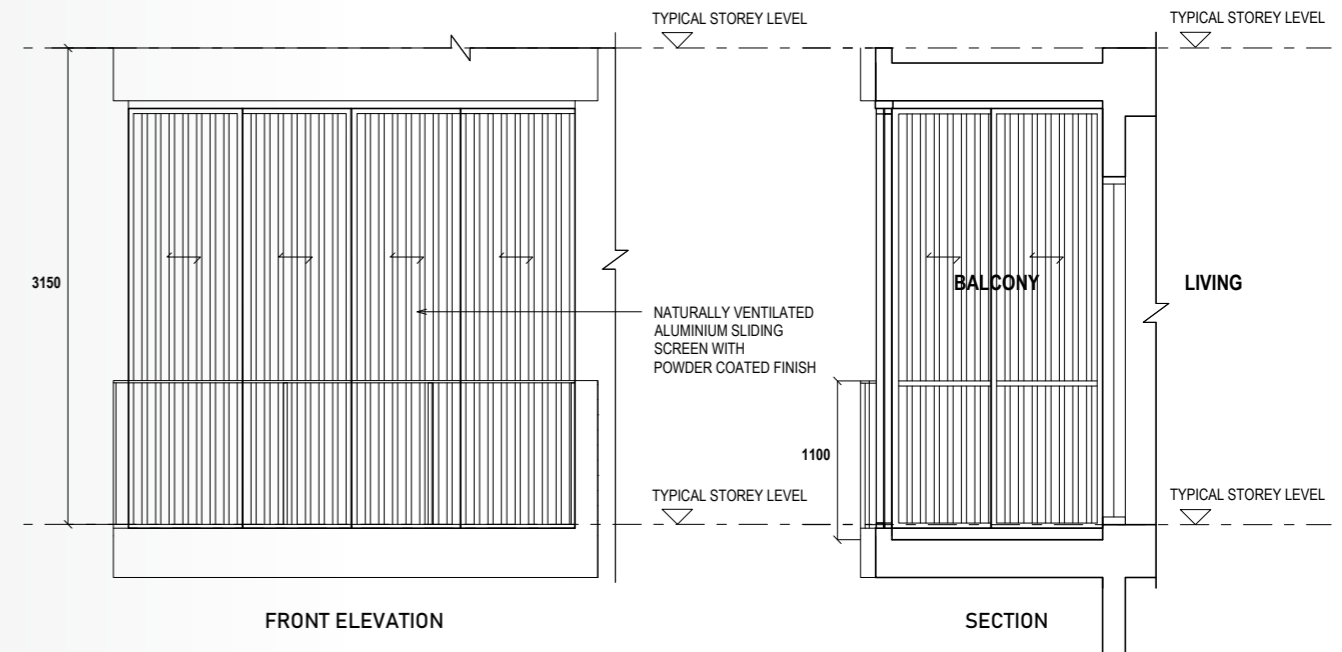 TYPICAL STOREY LEVEL
TYPICAL STOREY LEVEL
3150
BALCONY
LIVING
NATURALLY VENTILATED
ALUMINIUM SLIDING
SCREEN WITH
POWDER COATED FINISH
1100
TYPICAL STOREY LEVEL
TYPICAL STOREY LEVEL
FRONT ELEVATION
SECTION